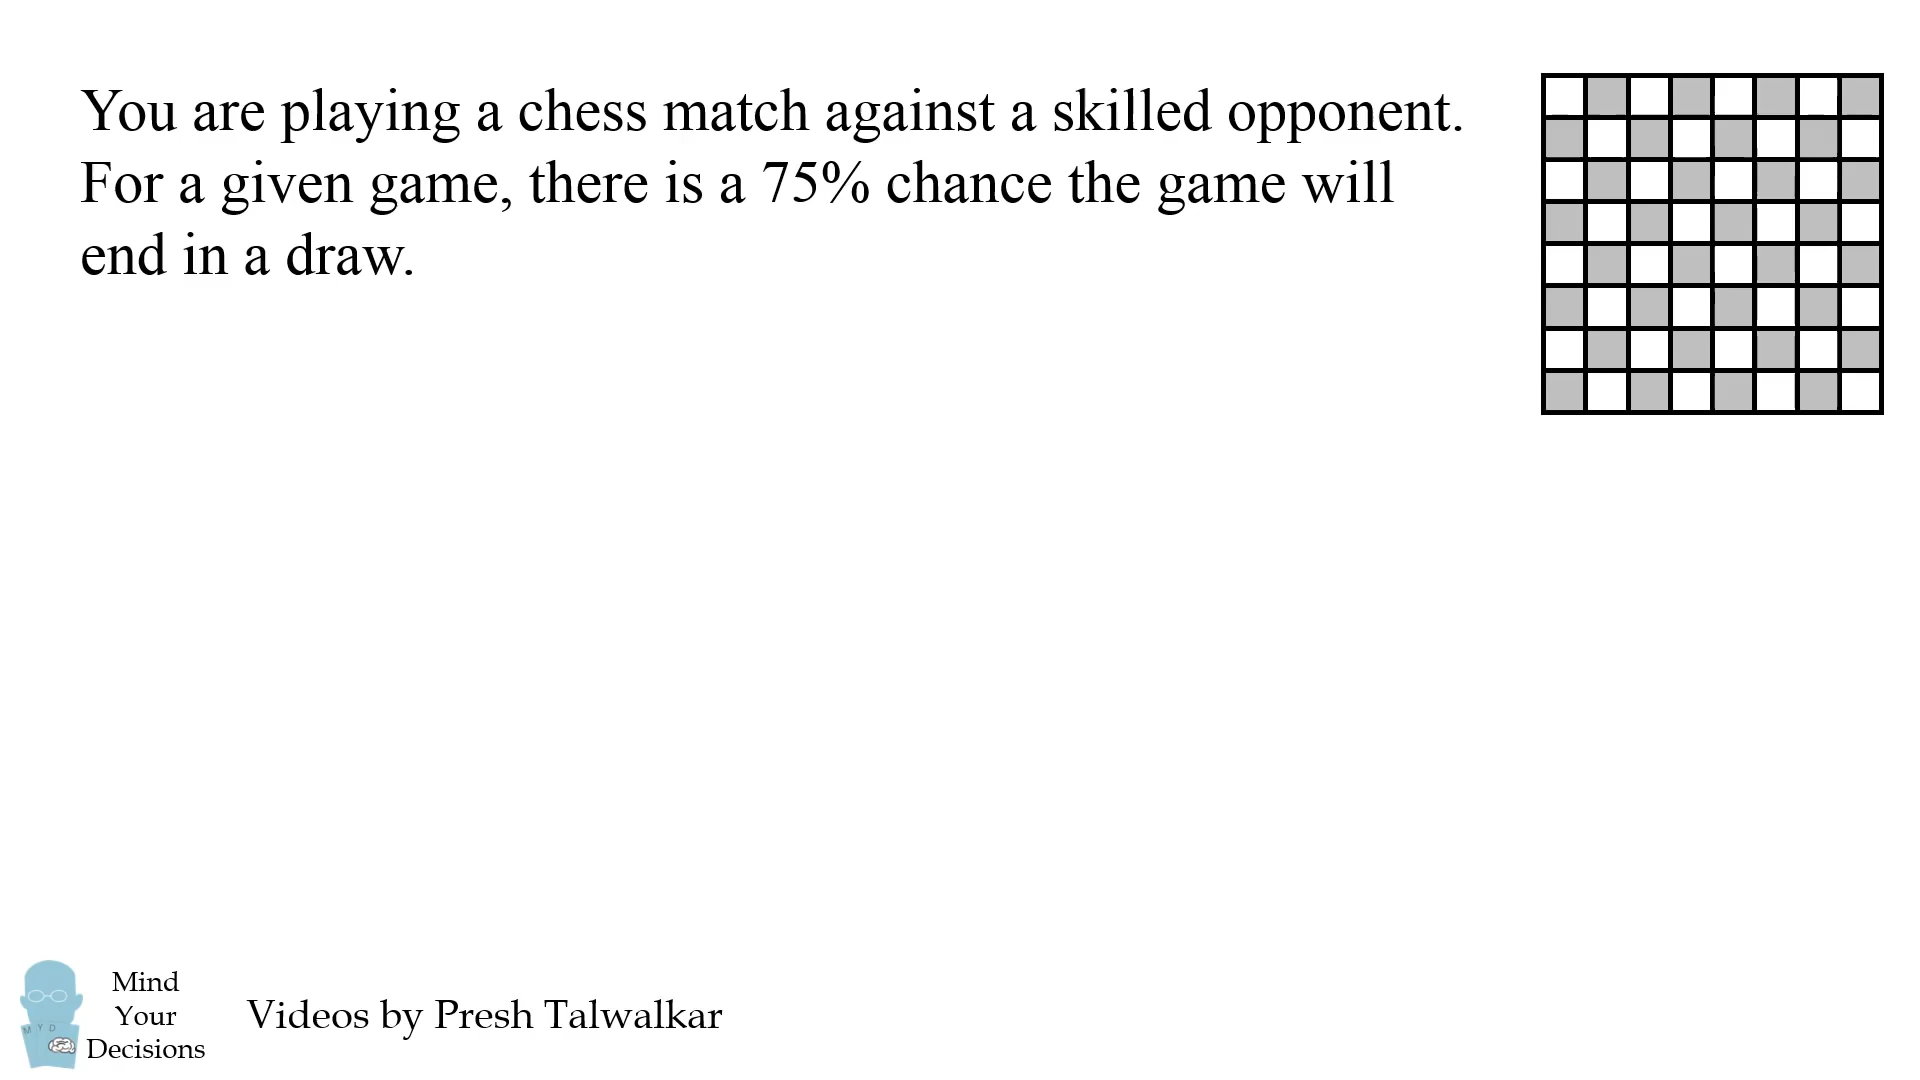 You are playing a chess match against a skilled opponent.
For a given game, there is a 75% chance the game will
end in a draw.
M Y D
Mind
Your
Decisions
Videos by Presh Talwalkar